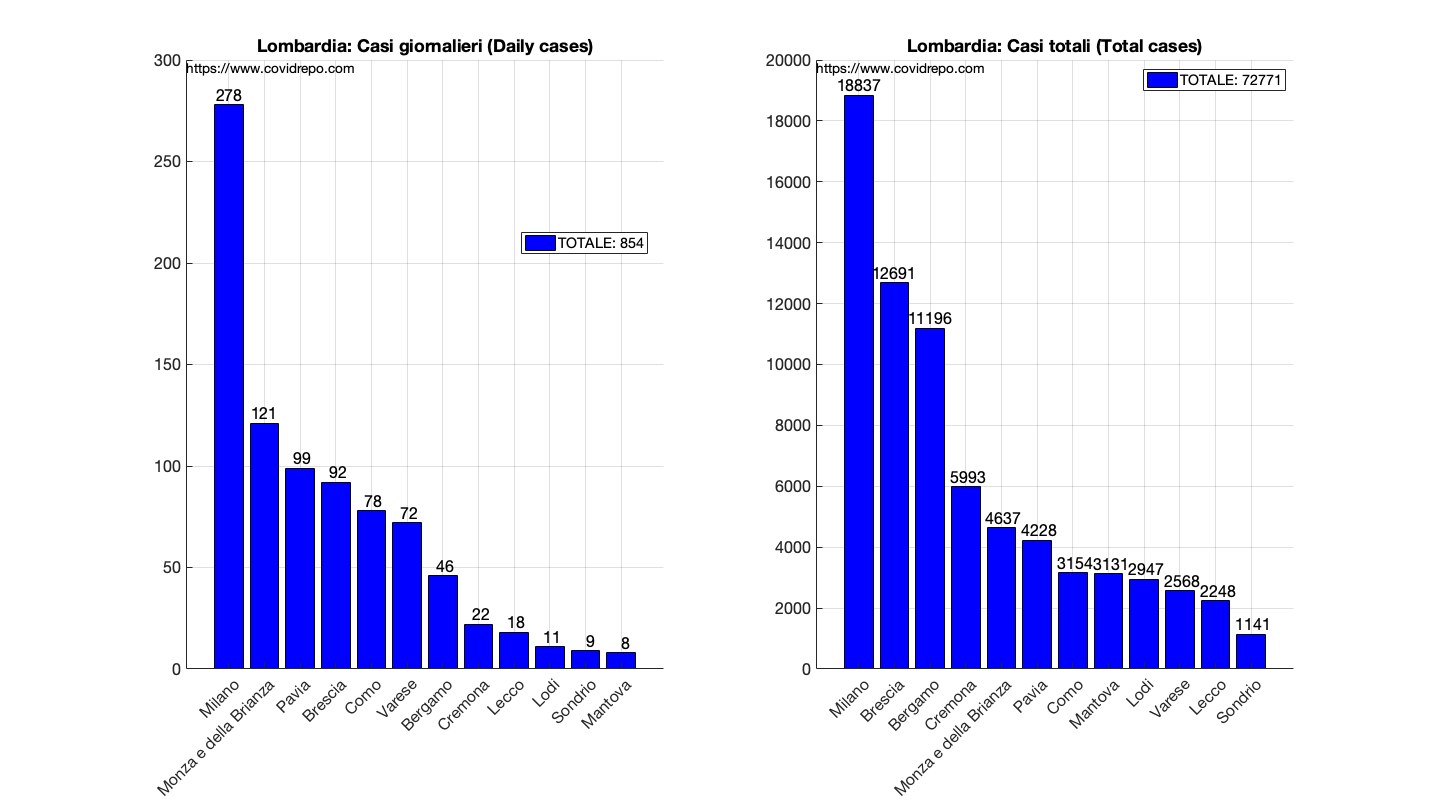 Lombardia: Casi giornalieri (Daily cases)
https://www.covidrepo.com
300
250
200
150
100
50
0
278
121
99
92
78
72
46
22
18
11
9
8
TOTALE: 854
Milano
Monza e della Brianza
Pavia
Brescia
Como
Varese
Bergamo
Cremona
Lecco
Lodi
Sondrio
Mantova
Lombardia: Casi totali (Total cases)
https://www.covidrepo.com
TOTALE: 72771
20000
18000
16000
14000
12000
10000
8000
6000
4000
2000
0
18837
12691
11196
5993
4637
4228
3154
3131
2947
2568
2248
1141
Milano
Brescia
Bergamo
Cremona
Monza e della Brianza
Pavia
Como
Mantova
Lodi
Varese
Lecco
Sondrio